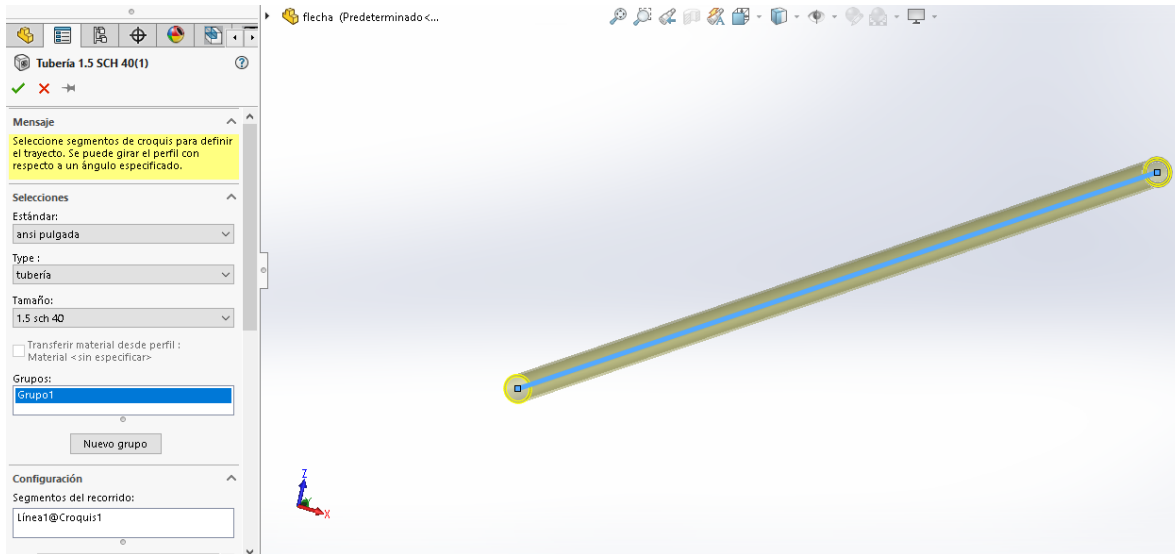 flecha (Predeterminado<...
Tubería 1.5 SCH 40(1)
Mensaje
Seleccione segmentos de croquis para definir
el trayecto. Se puede girar el perfil con
respecto a un ángulo especificado.
Selecciones
Estándar:
ansi pulgada
Type :
tubería
Tamaño:
1.5 sch 40
Transferir material desde perfil :
Material <sin especificar>
Grupos:
Grupo1
Nuevo grupo
Configuración
Segmentos del recorrido:
Línea1@Croquis1
Z
Y
X